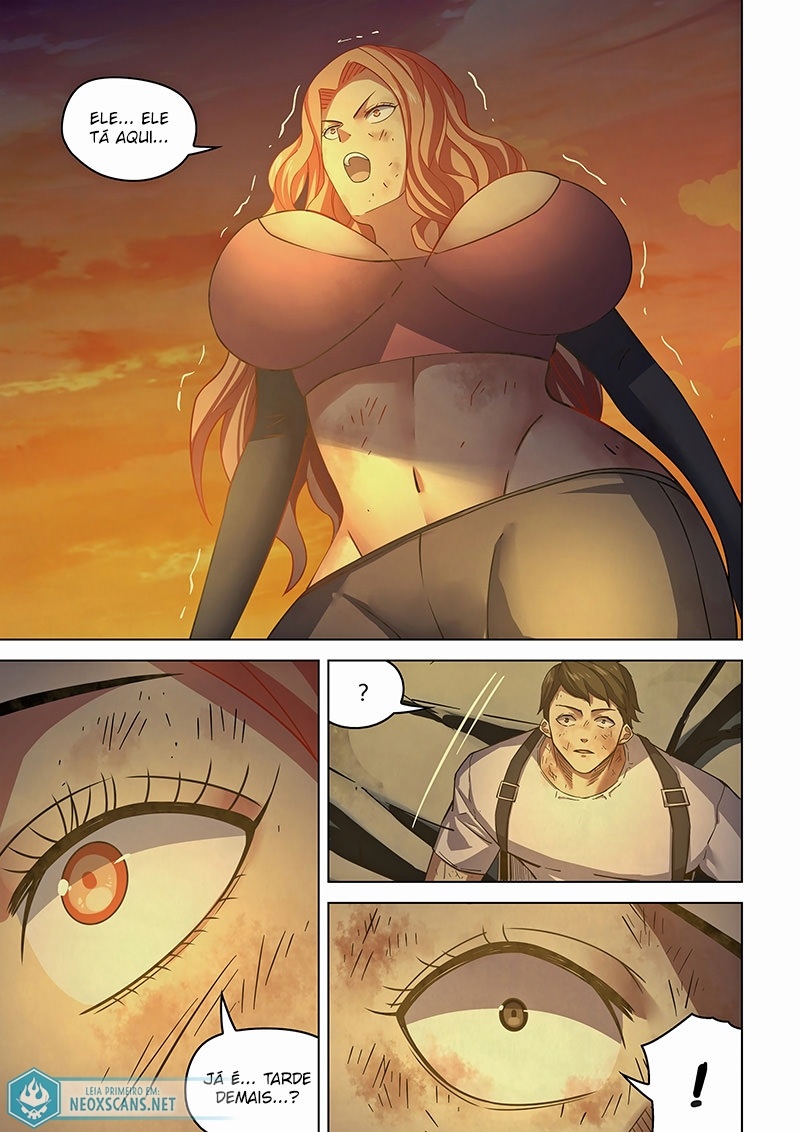 ELE... ELE
TÁ AQUI...
?
JÁ É... TARDE
DEMAIS...?
!
LEIA PRIMEIRO EM:
NEOXSCANS.NET